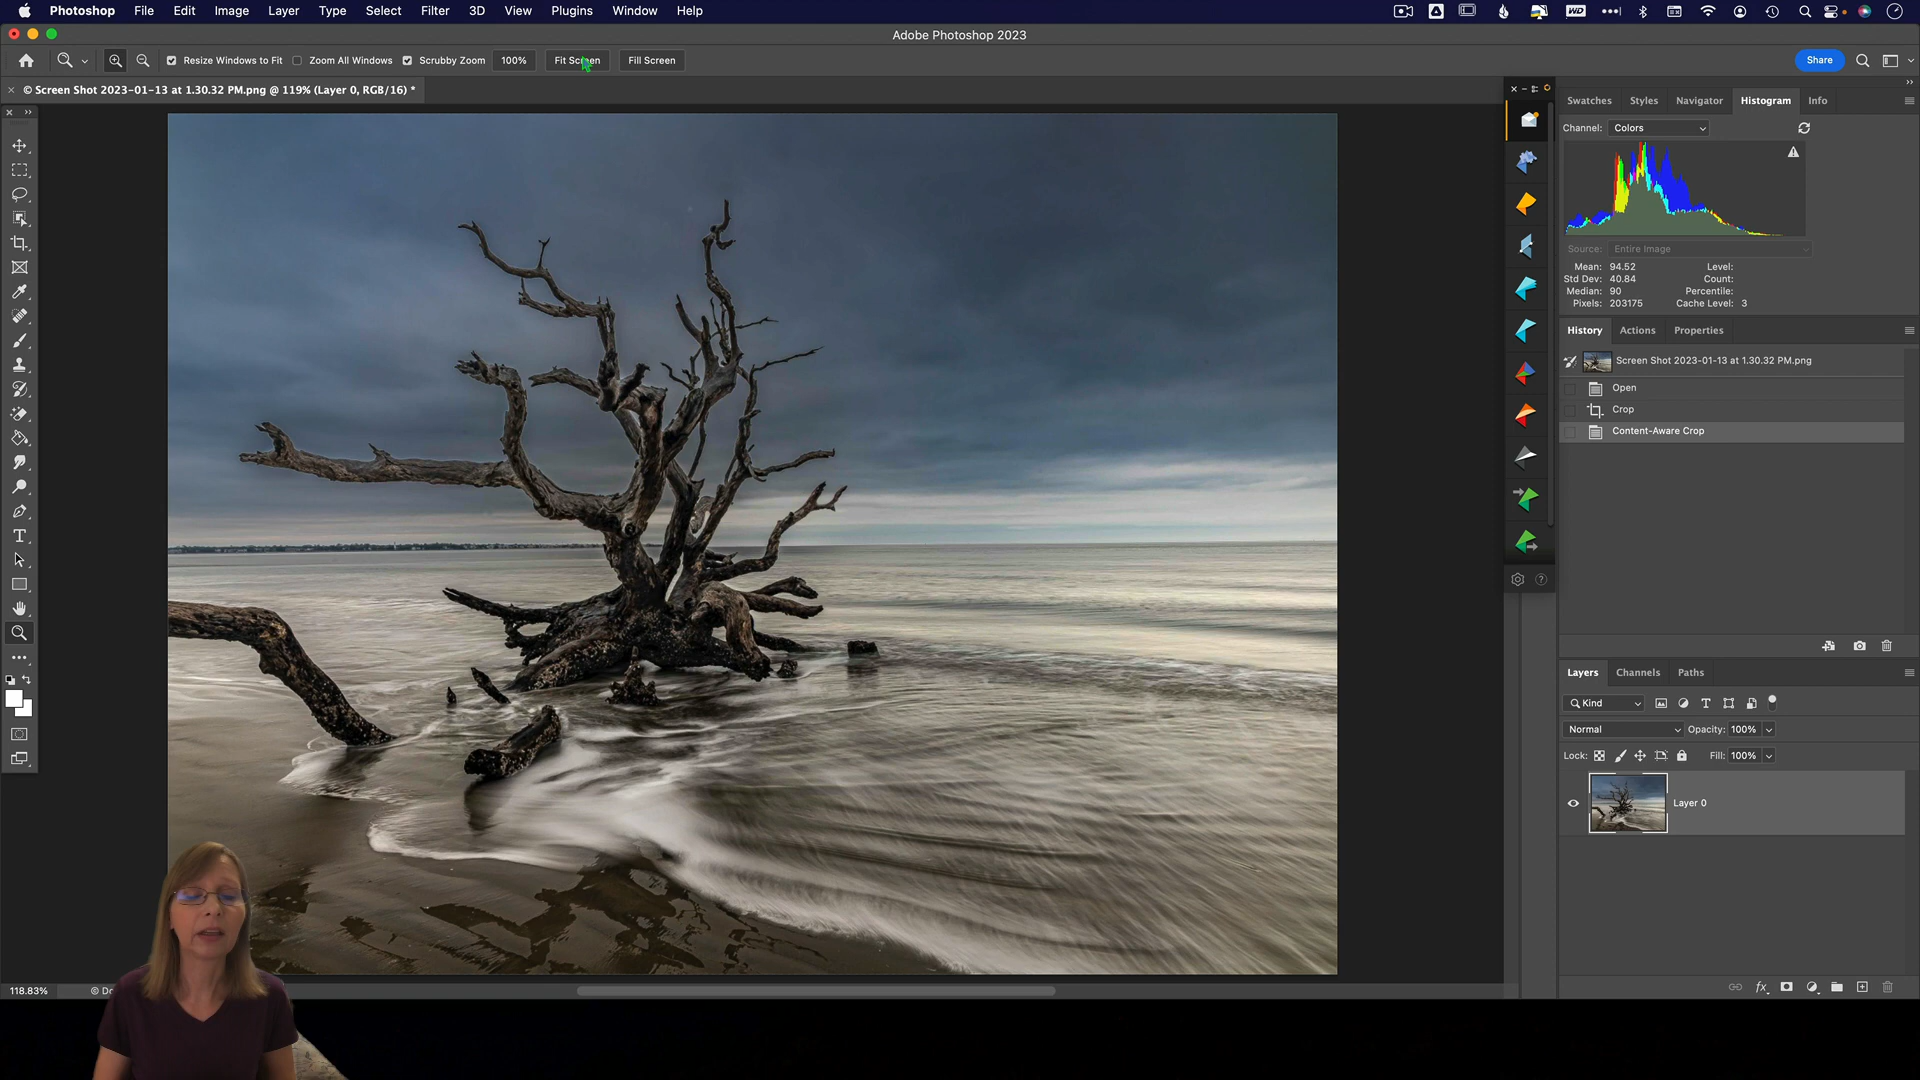 Photoshop File Edit Image Layer Type Select Filter 3D View Plugins Window Help
Adobe Photoshop 2023
Resize Windows to Fit Zoom All Windows Scrubby Zoom 100% Fit Screen Fill Screen Share
© Screen Shot 2023-01-13 at 1.30.32 PM.png @ 119% (Layer 0, RGB/16) *
Swatches Styles Navigator Histogram Info
Channel: Colors
Source: Entire Image
Mean: 94.52 Level:
Std Dev: 40.84 Count:
Median: 90 Percentile:
Pixels: 203175 Cache Level: 3
History Actions Properties
Screen Shot 2023-01-13 at 1.30.32 PM.png
Open
Crop
Content-Aware Crop
Layers Channels Paths
Kind
Normal Opacity: 100%
Lock: Fill: 100%
Layer 0
118.83% © Do
fx